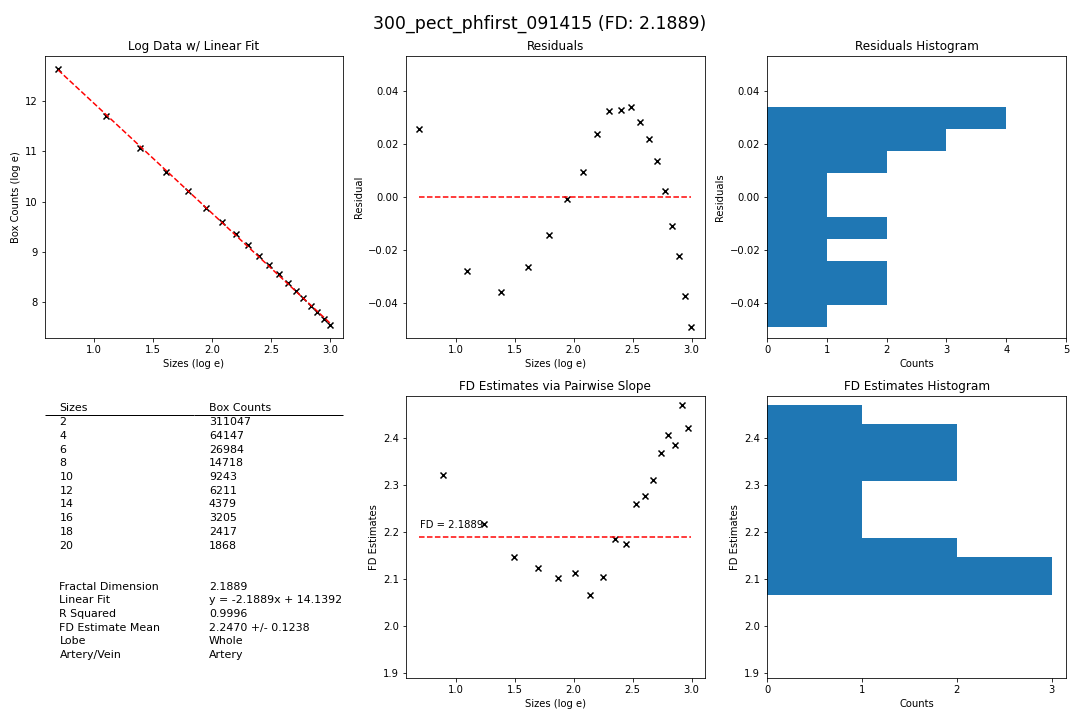 300_pect_phfirst_091415 (FD: 2.1889)
Log Data w/ Linear Fit
Box Counts (log e)
12
11
10
9
8
1.0 1.5 2.0 2.5 3.0
Sizes (log e)
Residuals
Residual
0.04
0.02
0.00
−0.02
−0.04
1.0 1.5 2.0 2.5 3.0
Sizes (log e)
Residuals Histogram
Residuals
0.04
0.02
0.00
−0.02
−0.04
0 1 2 3 4 5
Counts
Sizes Box Counts
2 311047
4 64147
6 26984
8 14718
10 9243
12 6211
14 4379
16 3205
18 2417
20 1868
Fractal Dimension 2.1889
Linear Fit y = -2.1889x + 14.1392
R Squared 0.9996
FD Estimate Mean 2.2470 +/- 0.1238
Lobe Whole
Artery/Vein Artery
FD Estimates via Pairwise Slope
FD Estimates
2.4
2.3
2.2
2.1
2.0
1.9
FD = 2.1889
1.0 1.5 2.0 2.5 3.0
Sizes (log e)
FD Estimates Histogram
FD Estimates
2.4
2.3
2.2
2.1
2.0
1.9
0 1 2 3
Counts